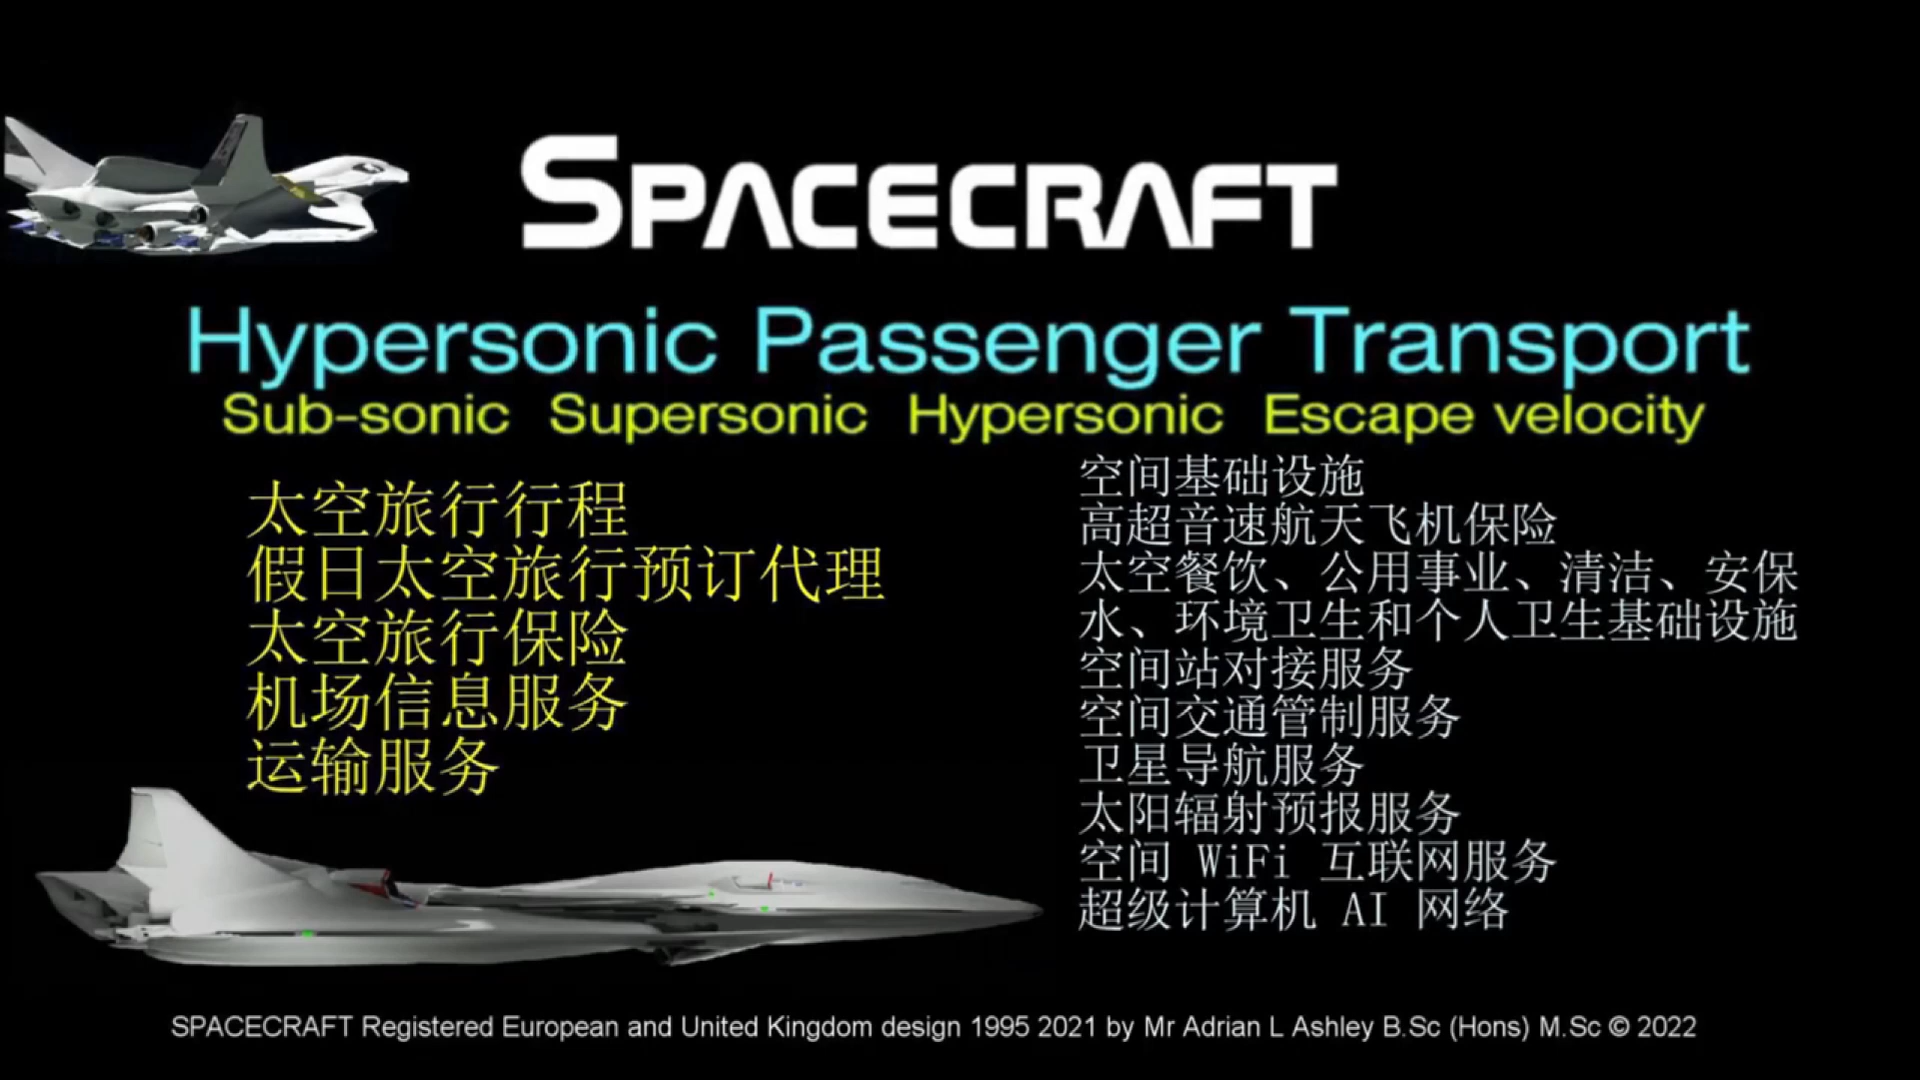 SPACECRAFT
Hypersonic Passenger Transport
Sub-sonic Supersonic Hypersonic Escape velocity
太空旅行行程
假日太空旅行预订代理
太空旅行保险
机场信息服务
运输服务
空间基础设施
高超音速航天飞机保险
太空餐饮、公用事业、清洁、安保
水、环境卫生和个人卫生基础设施
空间站对接服务
空间交通管制服务
卫星导航服务
太阳辐射预报服务
空间 WiFi 互联网服务
超级计算机 AI 网络
SPACECRAFT Registered European and United Kingdom design 1995 2021 by Mr Adrian L Ashley B.Sc (Hons) M.Sc © 2022